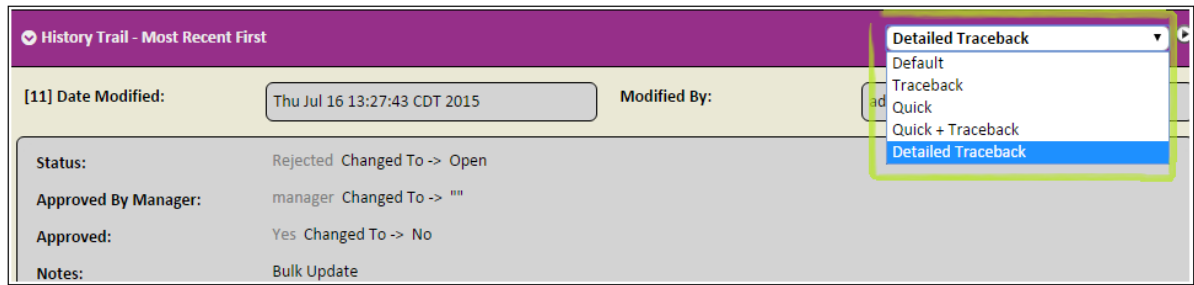 History Trail - Most Recent First
Detailed Traceback
Default
Traceback
Quick
Quick + Traceback
Detailed Traceback
[11] Date Modified: Thu Jul 16 13:27:43 CDT 2015 Modified By:
Status: Rejected Changed To -> Open
Approved By Manager: manager Changed To -> ""
Approved: Yes Changed To -> No
Notes: Bulk Update